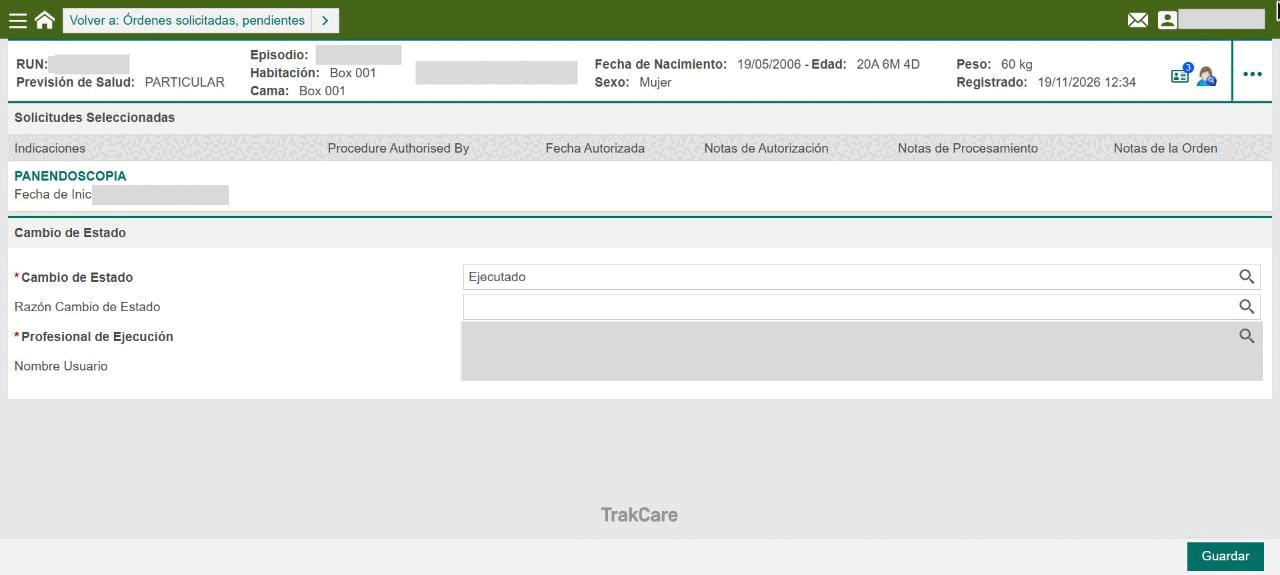 Volver a: Órdenes solicitadas, pendientes
RUN:
Previsión de Salud: PARTICULAR
Episodio:
Habitación: Box 001
Cama: Box 001
Fecha de Nacimiento: 19/05/2006 - Edad: 20A 6M 4D
Sexo: Mujer
Peso: 60 kg
Registrado: 19/11/2026 12:34
3
Solicitudes Seleccionadas
Indicaciones Procedure Authorised By Fecha Autorizada Notas de Autorización Notas de Procesamiento Notas de la Orden
PANENDOSCOPIA
Fecha de Inic
Cambio de Estado
*Cambio de Estado Ejecutado
Razón Cambio de Estado
*Profesional de Ejecución
Nombre Usuario
TrakCare
Guardar